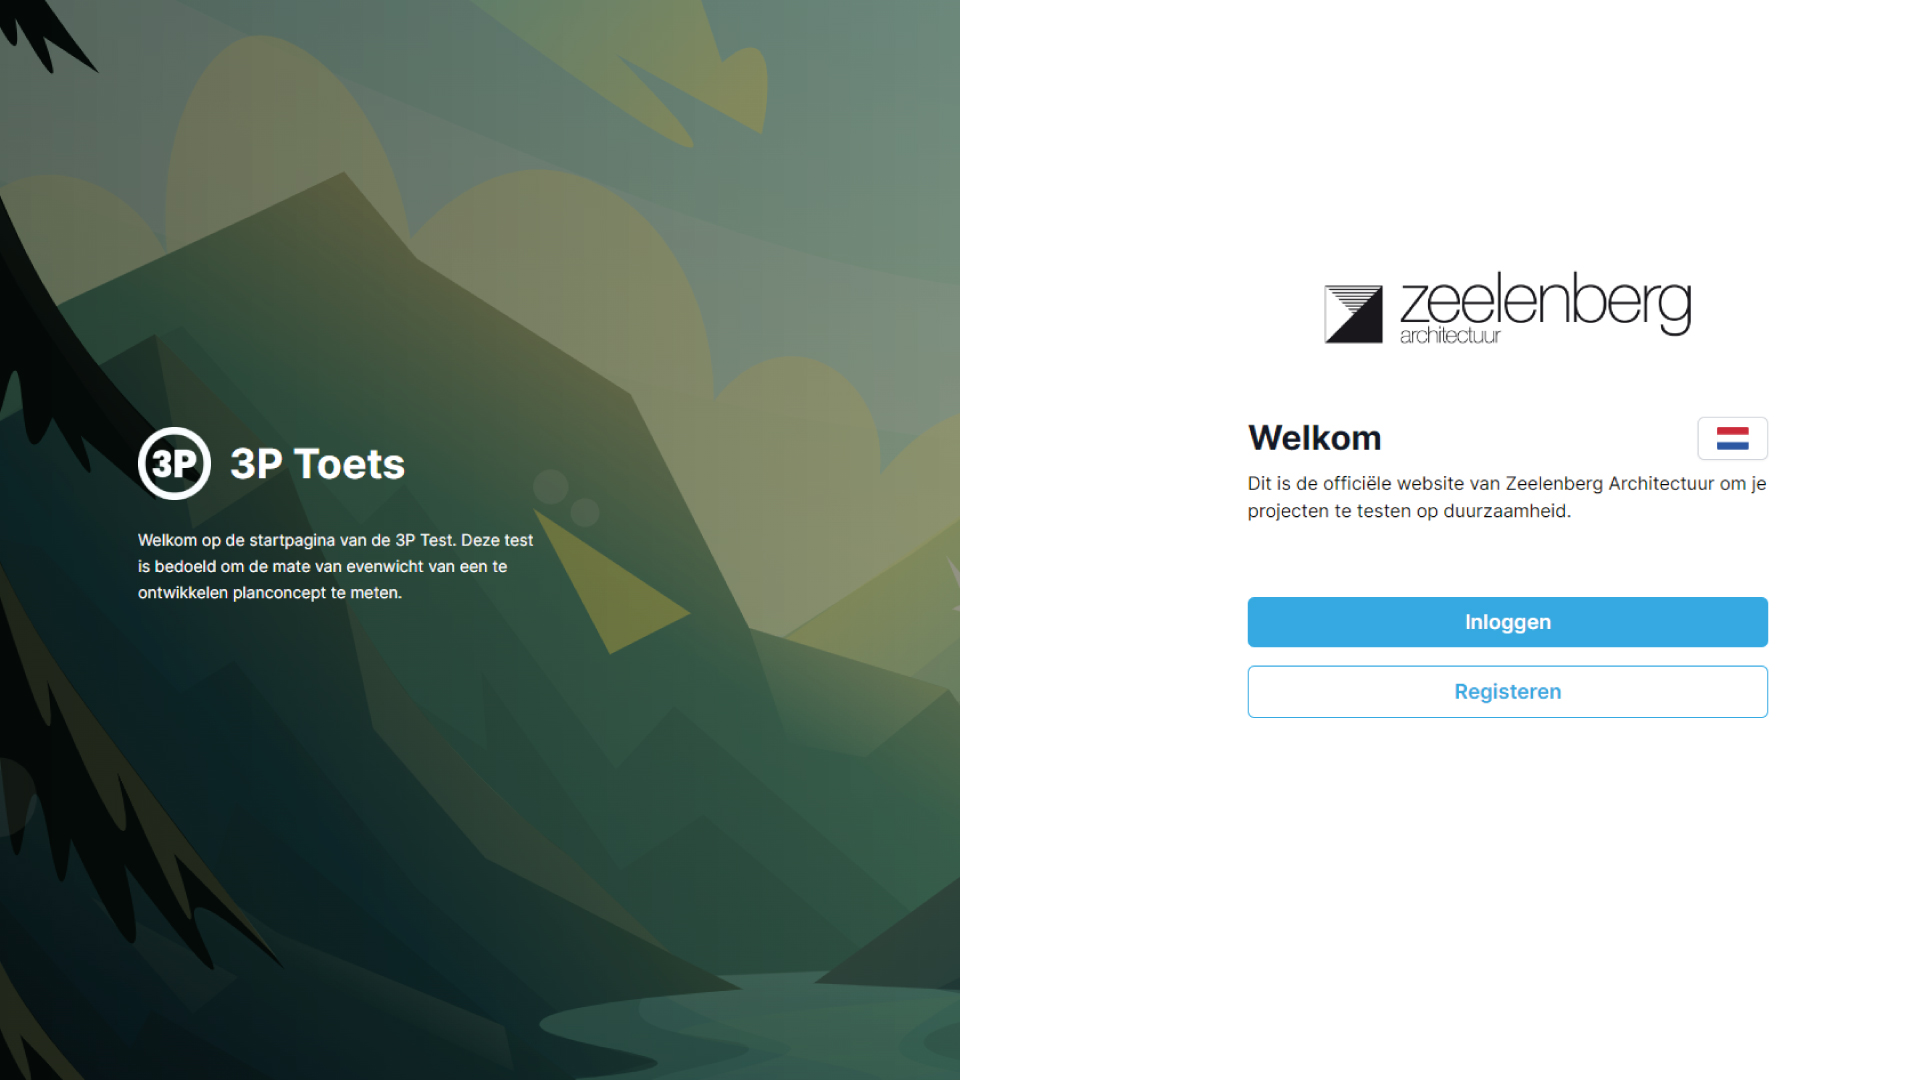 3P 3P Toets
Welkom op de startpagina van de 3P Test. Deze test
is bedoeld om de mate van evenwicht van een te
ontwikkelen planconcept te meten.
zeelenberg
architectuur
Welkom
Dit is de officiële website van Zeelenberg Architectuur om je
projecten te testen op duurzaamheid.
Inloggen
Registeren